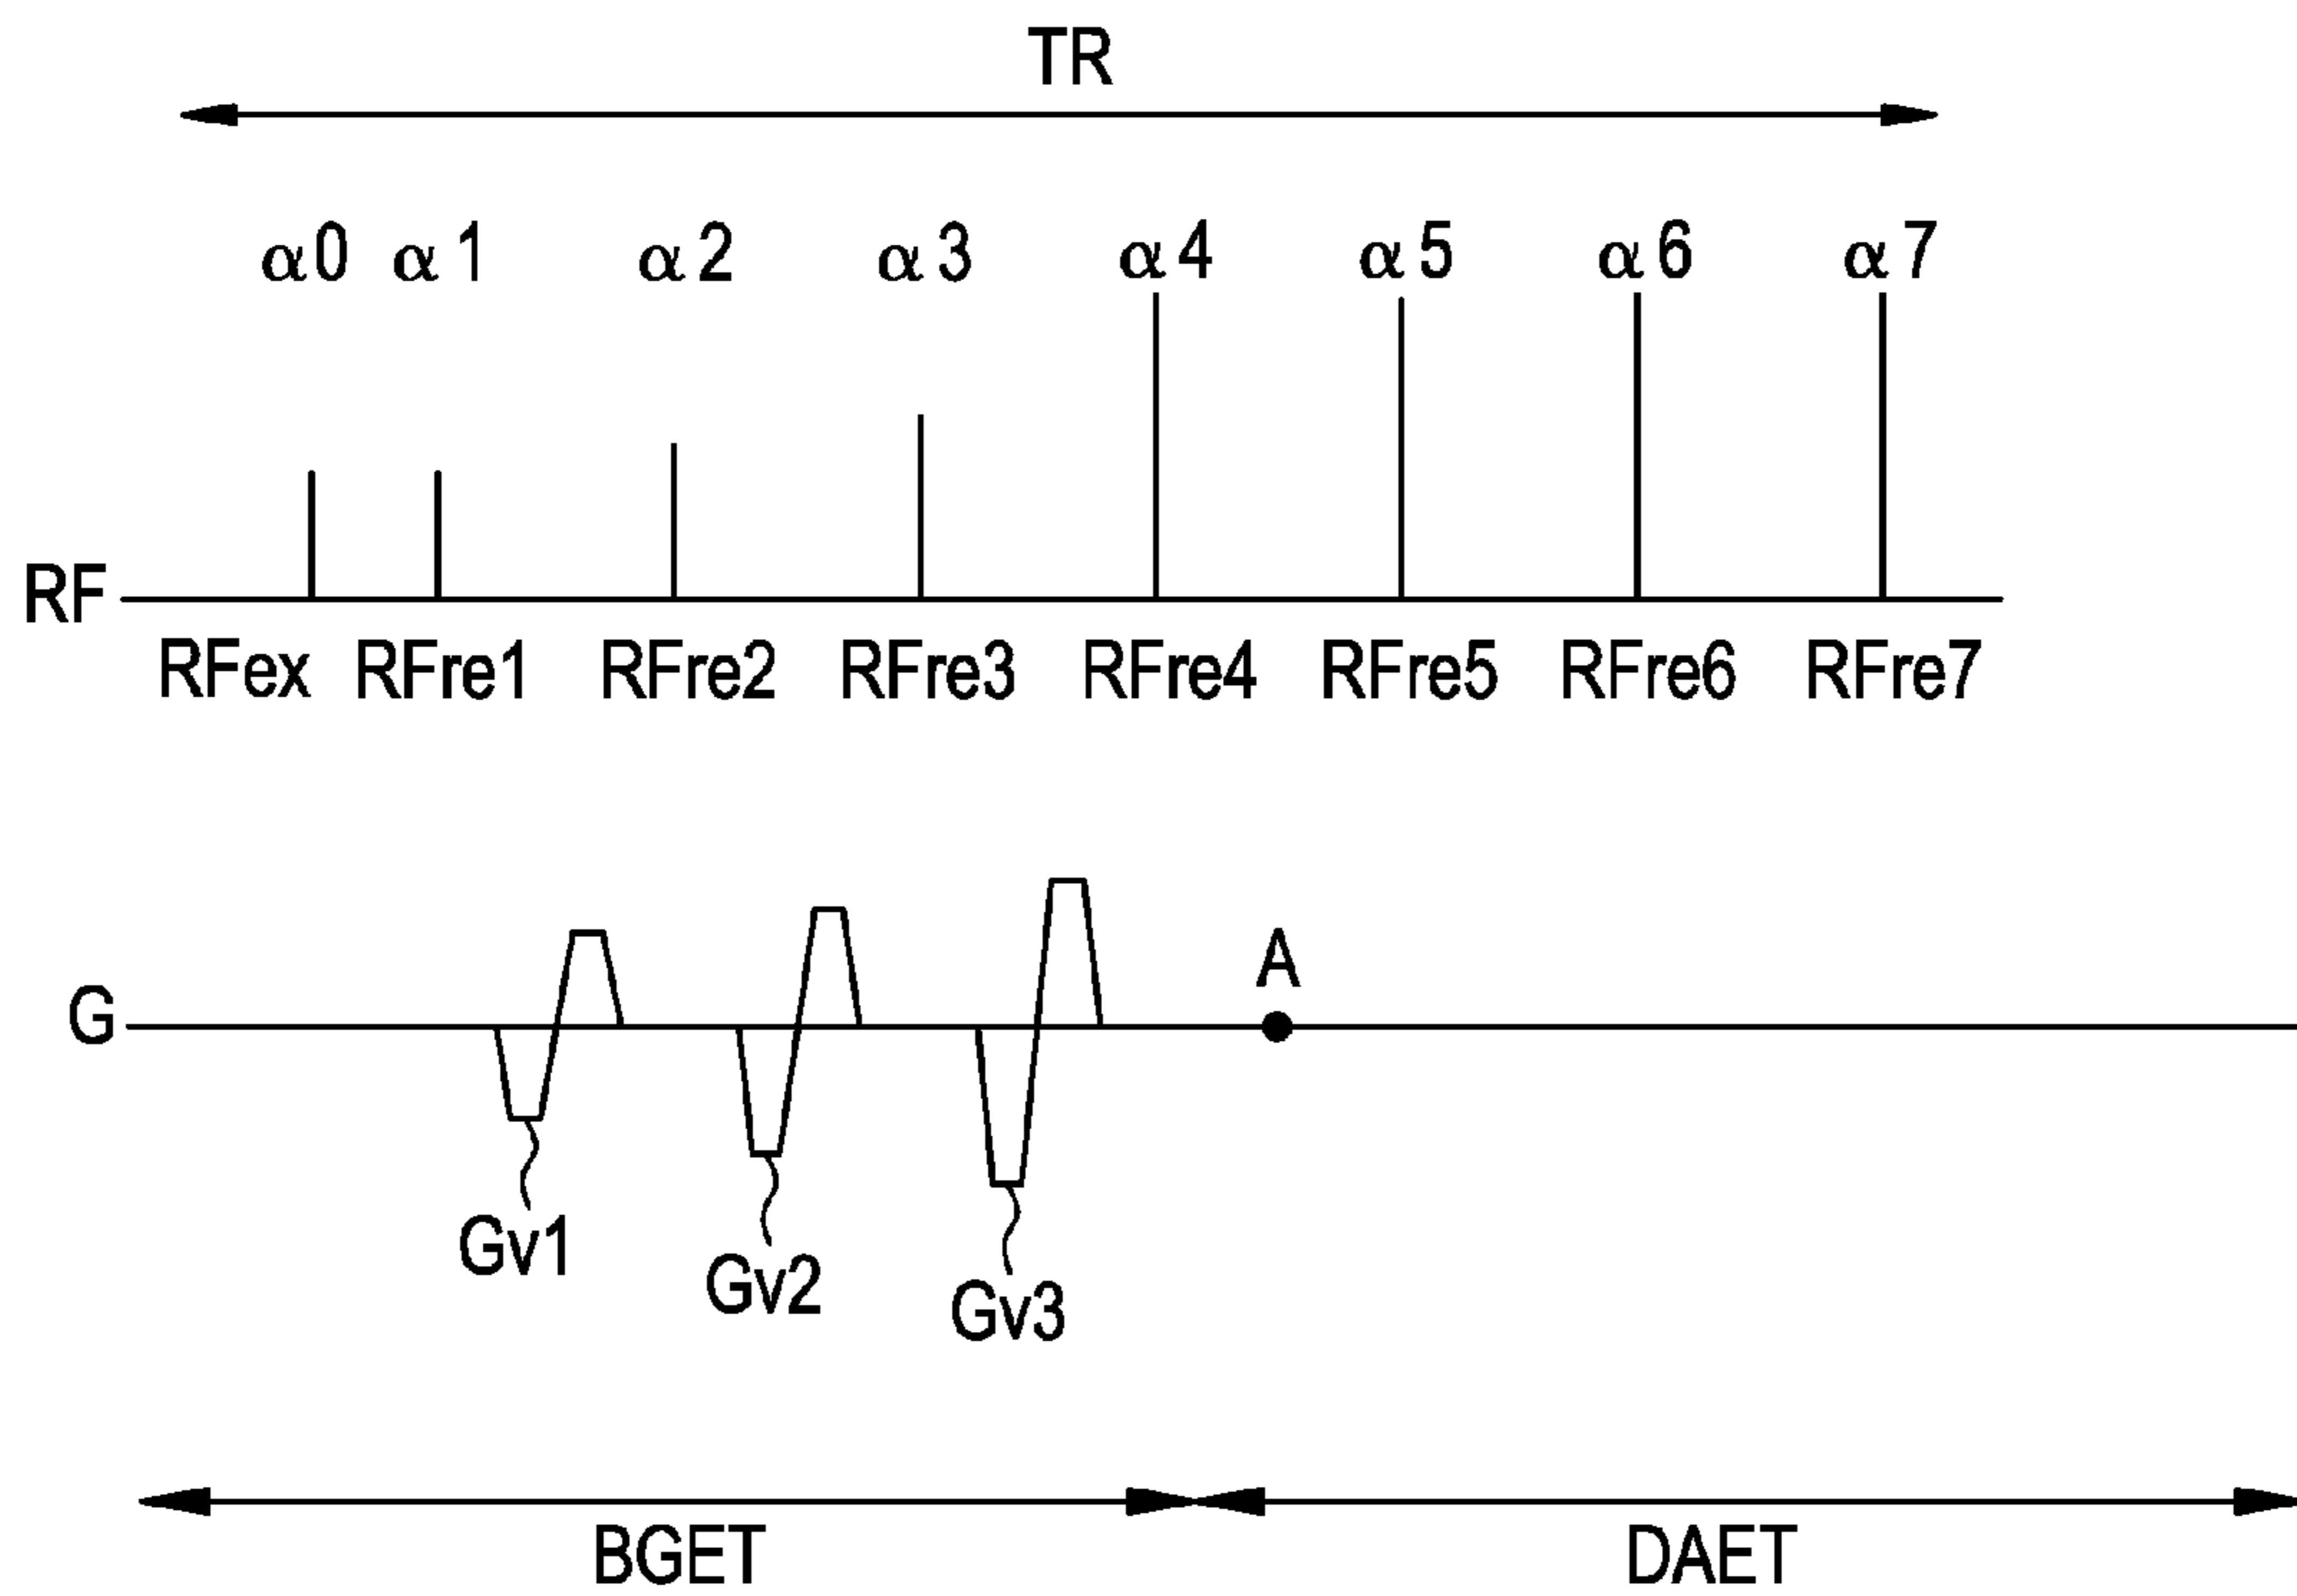 TR
α0 α1 α2 α3 α4 α5 α6 α7
RF
RFex RFre1 RFre2 RFre3 RFre4 RFre5 RFre6 RFre7
A
G
Gv1
Gv2
Gv3
BGET DAET